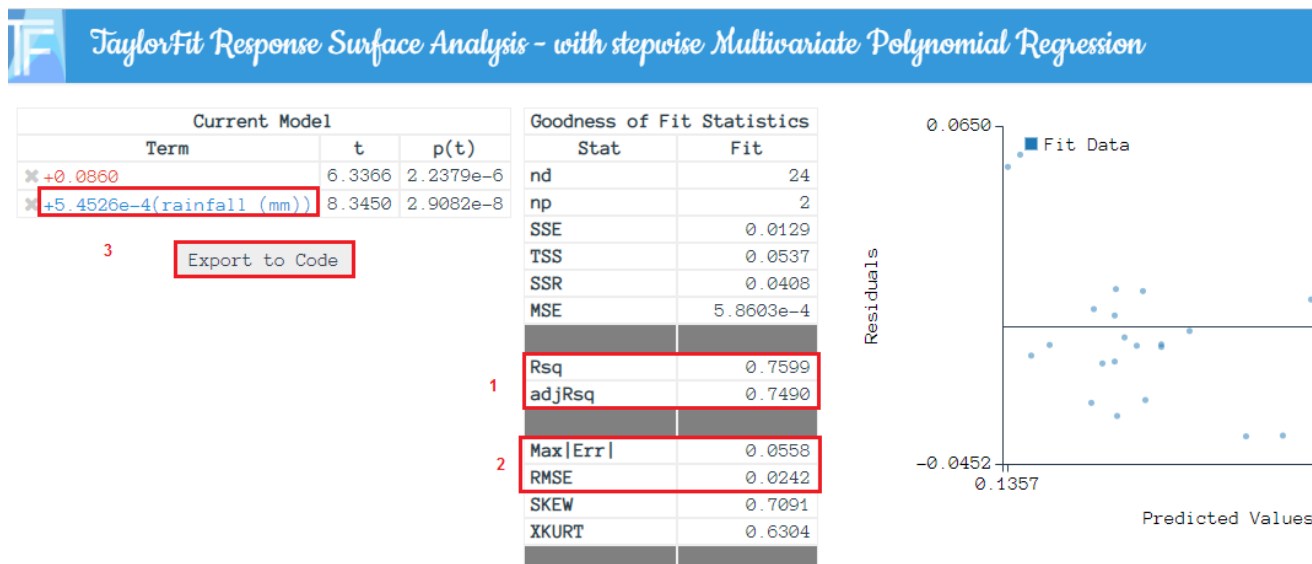 TF TaylorFit Response Surface Analysis - with stepwise Multivariate Polynomial Regression
Current Model
Term t p(t)
✖ +0.0860 6.3366 2.2379e-6
✖ +5.4526e-4(rainfall (mm)) 8.3450 2.9082e-8
3
Export to Code
Goodness of Fit Statistics
Stat Fit
nd 24
np 2
SSE 0.0129
TSS 0.0537
SSR 0.0408
MSE 5.8603e-4
1
Rsq 0.7599
adjRsq 0.7490
2
Max|Err| 0.0558
RMSE 0.0242
SKEW 0.7091
XKURT 0.6304
0.0650
Fit Data
Residuals
-0.0452
0.1357
Predicted Values